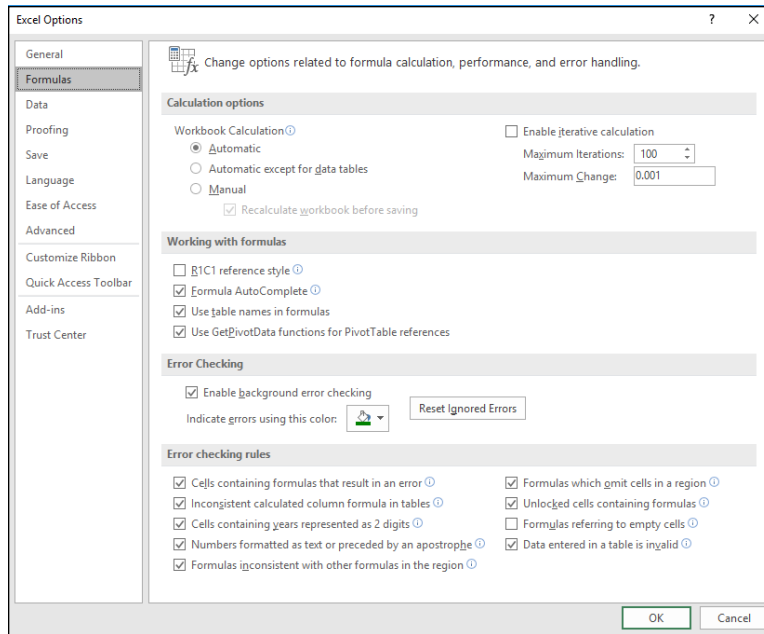 Excel Options
?
General
Formulas
Data
Proofing
Save
Language
Ease of Access
Advanced
Customize Ribbon
Quick Access Toolbar
Add-ins
Trust Center
fx Change options related to formula calculation, performance, and error handling.
Calculation options
Workbook Calculation
Automatic
Automatic except for data tables
Manual
Recalculate workbook before saving
Enable iterative calculation
Maximum Iterations: 100
Maximum Change: 0.001
Working with formulas
R1C1 reference style
Formula AutoComplete
Use table names in formulas
Use GetPivotData functions for PivotTable references
Error Checking
Enable background error checking
Indicate errors using this color:
Reset Ignored Errors
Error checking rules
Cells containing formulas that result in an error
Inconsistent calculated column formula in tables
Cells containing years represented as 2 digits
Numbers formatted as text or preceded by an apostrophe
Formulas inconsistent with other formulas in the region
Formulas which omit cells in a region
Unlocked cells containing formulas
Formulas referring to empty cells
Data entered in a table is invalid
OK
Cancel